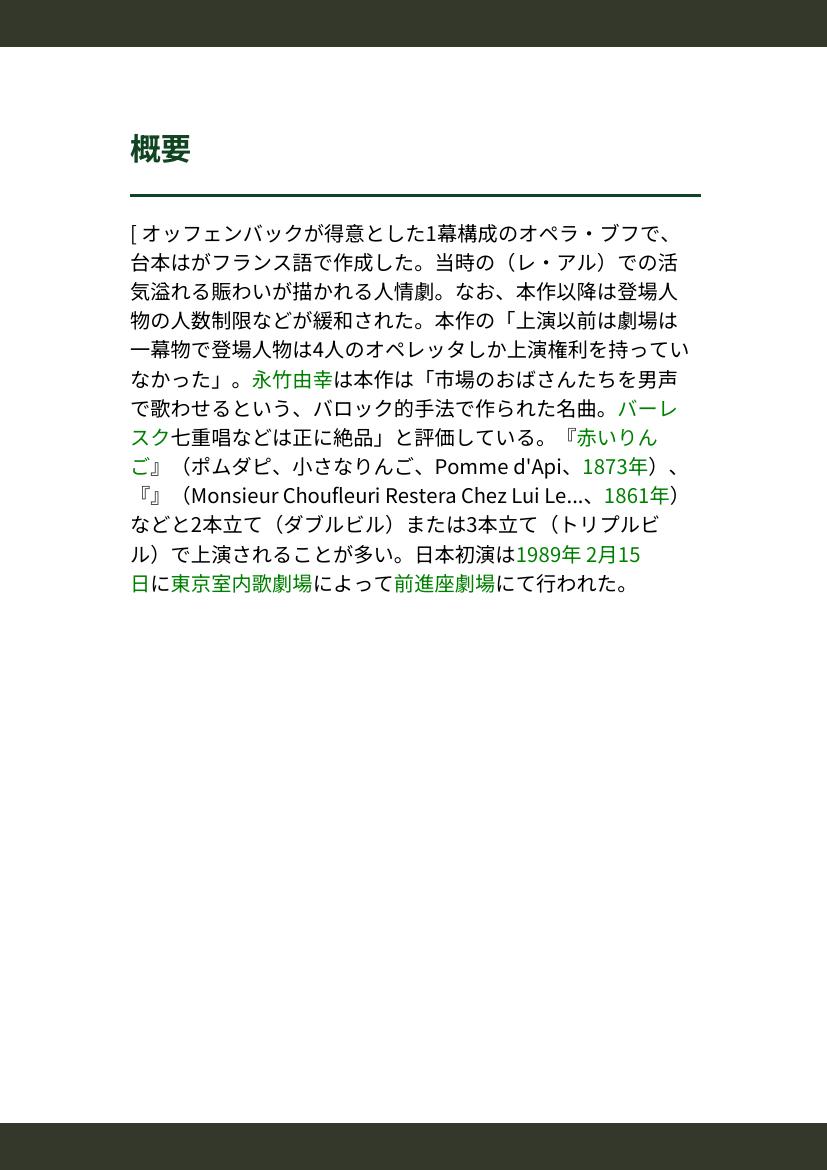 概要
[ オッフェンバックが得意とした1幕構成のオペラ・ブフで、
台本はがフランス語で作成した。当時の（レ・アル）での活
気溢れる賑わいが描かれる人情劇。なお、本作以降は登場人
物の人数制限などが緩和された。本作の「上演以前は劇場は
一幕物で登場人物は4人のオペレッタしか上演権利を持ってい
なかった」。永竹由幸は本作は「市場のおばさんたちを男声
で歌わせるという、バロック的手法で作られた名曲。バーレ
スク七重唱などは正に絶品」と評価している。『赤いりん
ご』（ポムダピ、小さなりんご、Pomme d'Api、1873年）、
『』（Monsieur Choufleuri Restera Chez Lui Le...、1861年）
などと2本立て（ダブルビル）または3本立て（トリプルビ
ル）で上演されることが多い。日本初演は1989年 2月15
日に東京室内歌劇場によって前進座劇場にて行われた。